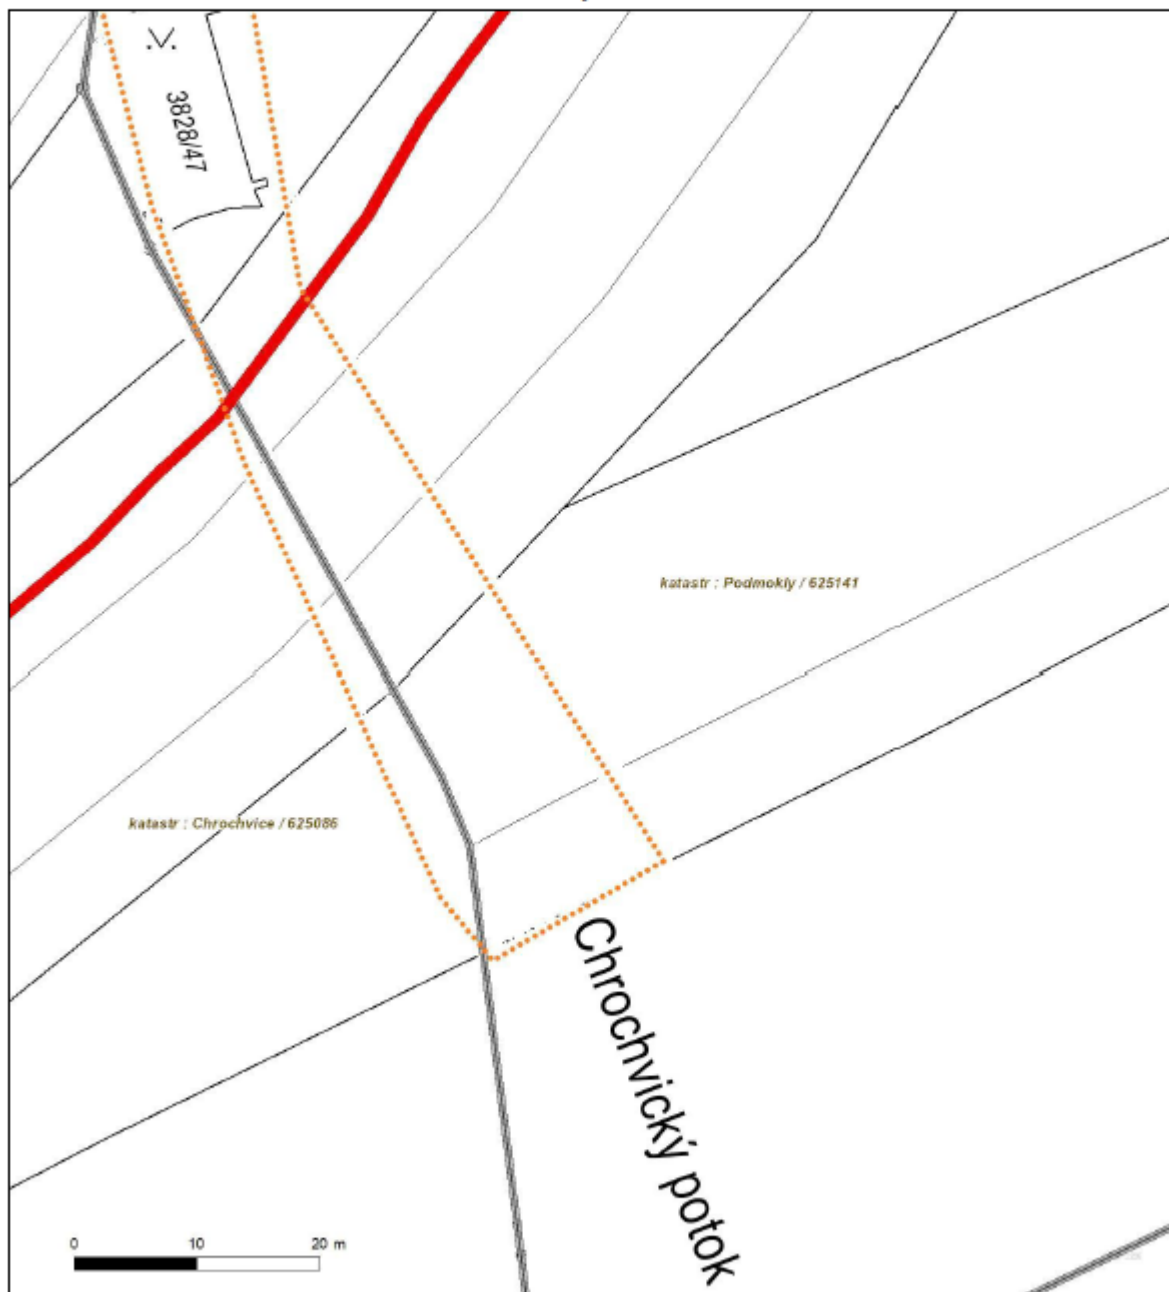 3828/47
katastr : Podmokly / 625141
katastr : Chrochvice / 625086
Chrochvický potok
0 10 20 m